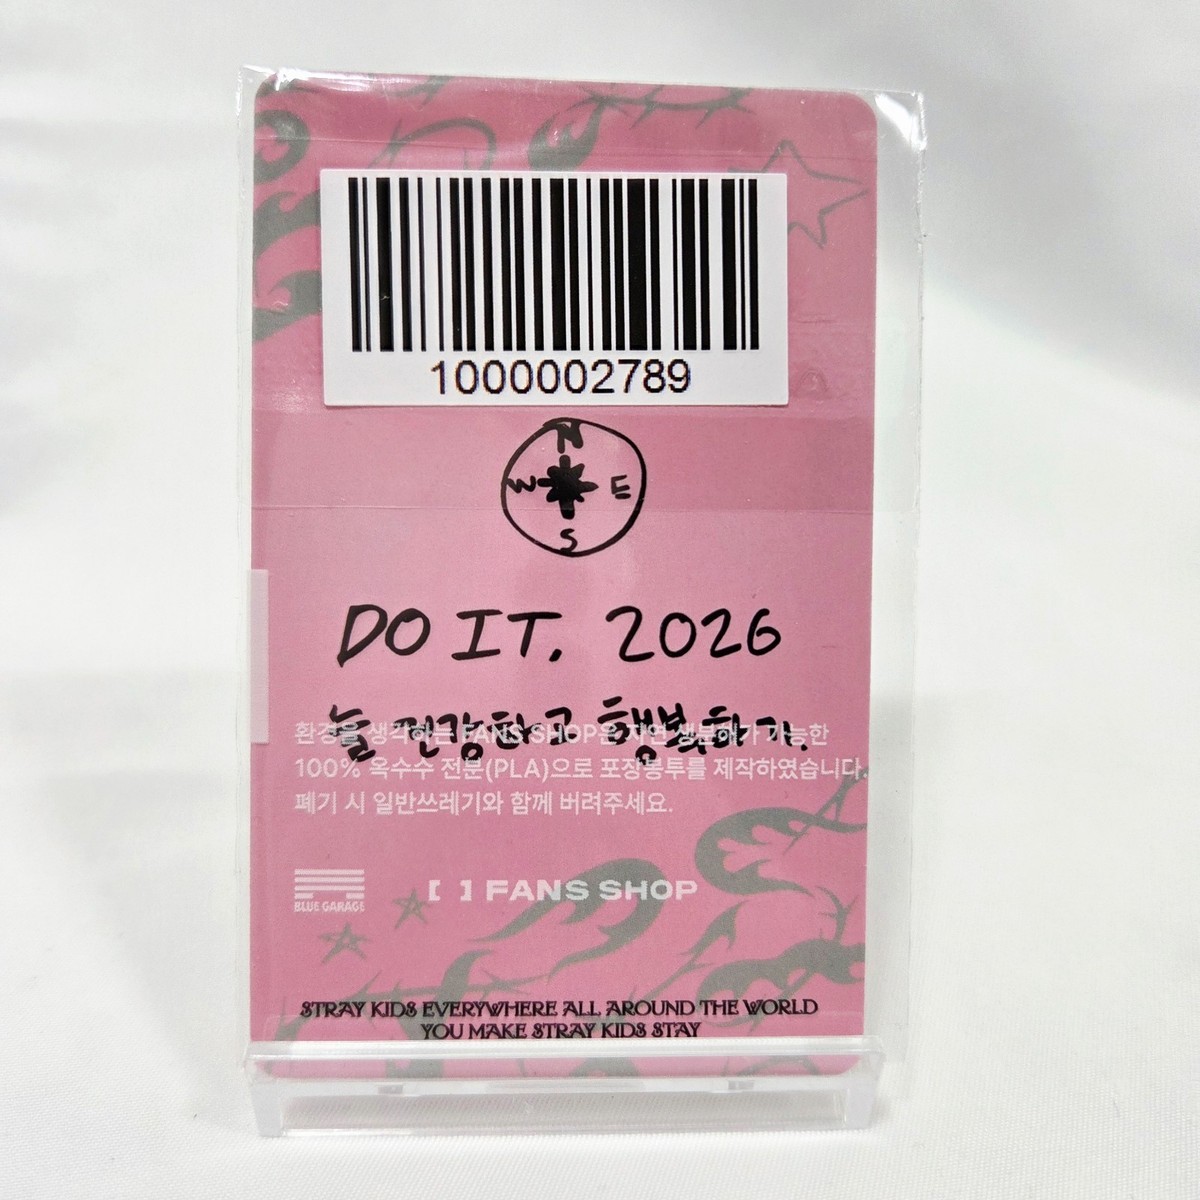 1000002789
N
W E
S
DO IT. 2026
늘 건강하고 행복하기.
환경을 생각하는 FANS SHOP은 자연 생분해가 가능한
100% 옥수수 전분(PLA)으로 포장봉투를 제작하였습니다.
폐기 시 일반쓰레기와 함께 버려주세요.
BLUE GARAGE
[ ] FANS SHOP
STRAY KIDS EVERYWHERE ALL AROUND THE WORLD
YOU MAKE STRAY KIDS STAY